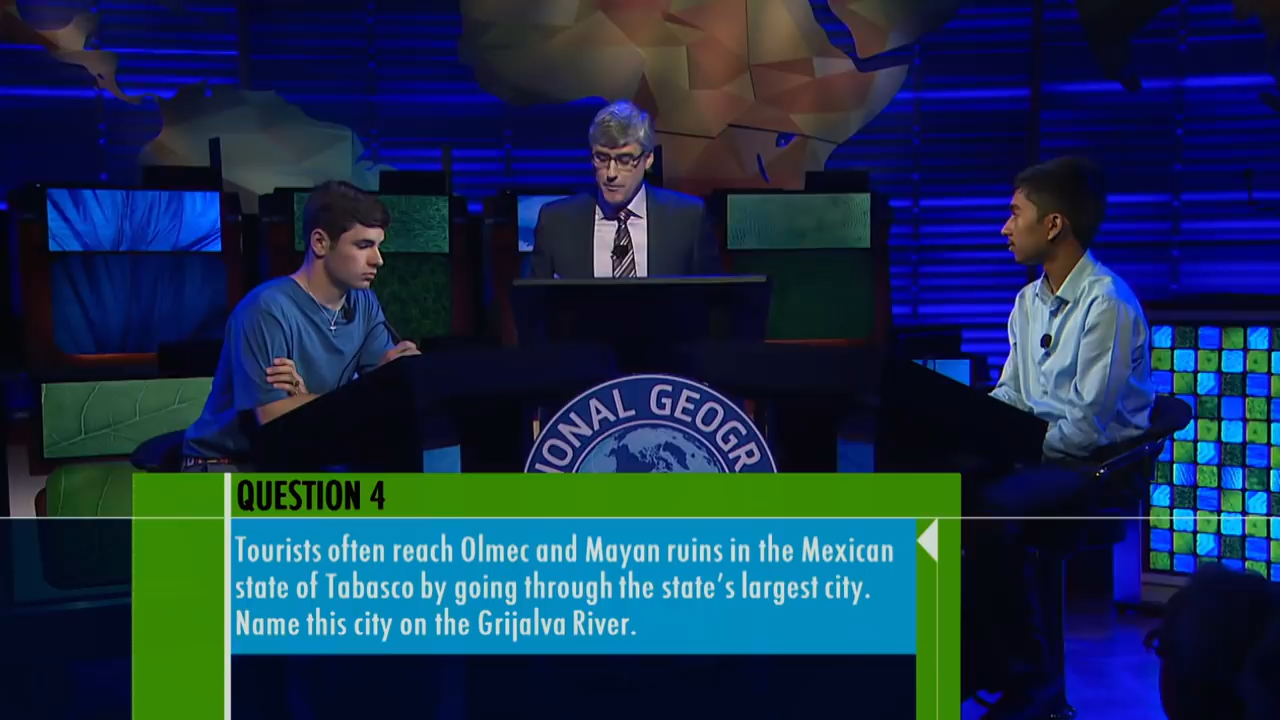 IONAL GEOGR
QUESTION 4
Tourists often reach Olmec and Mayan ruins in the Mexican
state of Tabasco by going through the state's largest city.
Name this city on the Grijalva River.